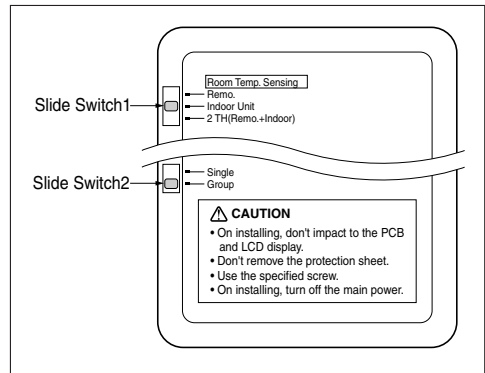 Room Temp. Sensing
Remo.
Slide Switch1
Indoor Unit
2 TH(Remo.+Indoor)
Single
Slide Switch2
Group
CAUTION
• On installing, don't impact to the PCB
and LCD display.
• Don't remove the protection sheet.
• Use the specified screw.
• On installing, turn off the main power.